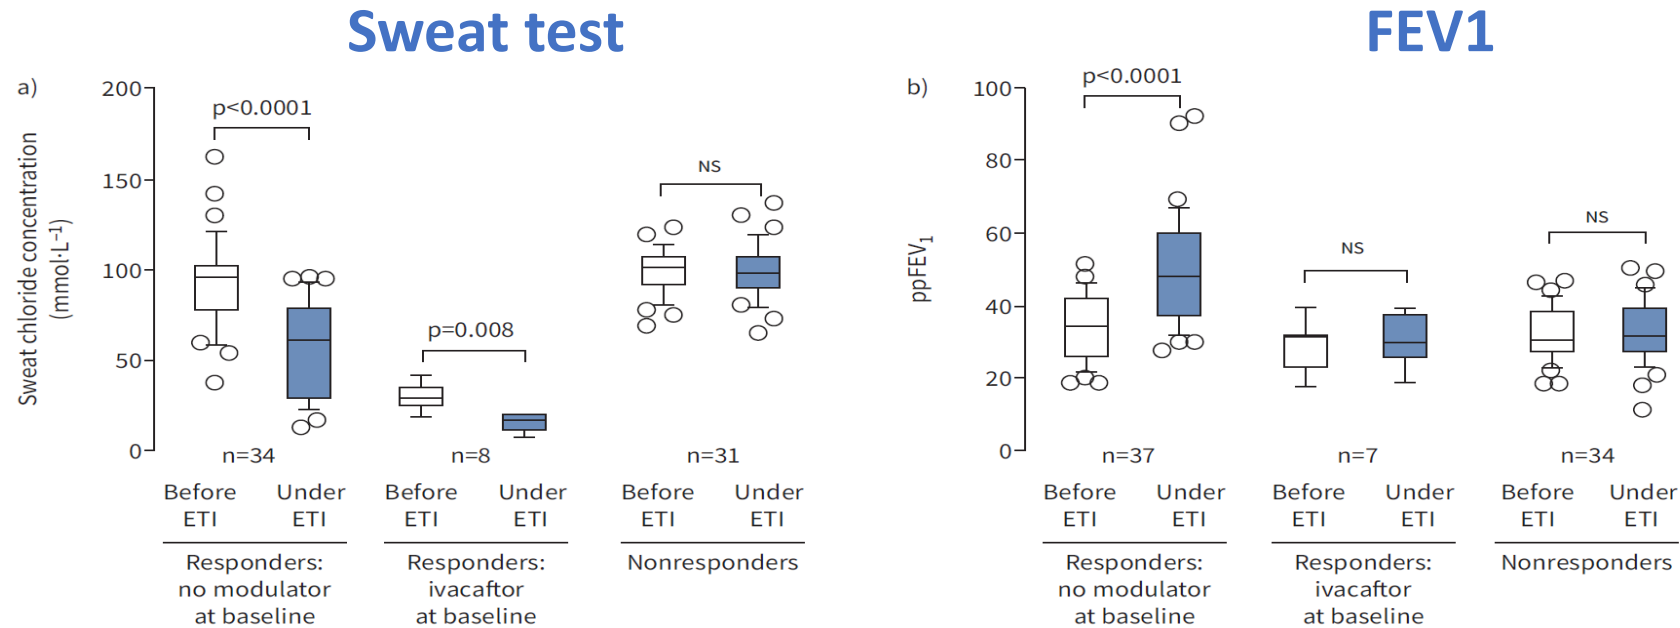 Sweat test
FEV1
a)
Sweat chloride concentration
(mmol·L⁻¹)
200
150
100
50
0
p<0.0001
p=0.008
NS
n=34
n=8
n=31
Before
ETI
Under
ETI
Before
ETI
Under
ETI
Before
ETI
Under
ETI
Responders:
no modulator
at baseline
Responders:
ivacaftor
at baseline
Nonresponders
b)
ppFEV₁
100
80
60
40
20
0
p<0.0001
NS
NS
n=37
n=7
n=34
Before
ETI
Under
ETI
Before
ETI
Under
ETI
Before
ETI
Under
ETI
Responders:
no modulator
at baseline
Responders:
ivacaftor
at baseline
Nonresponders